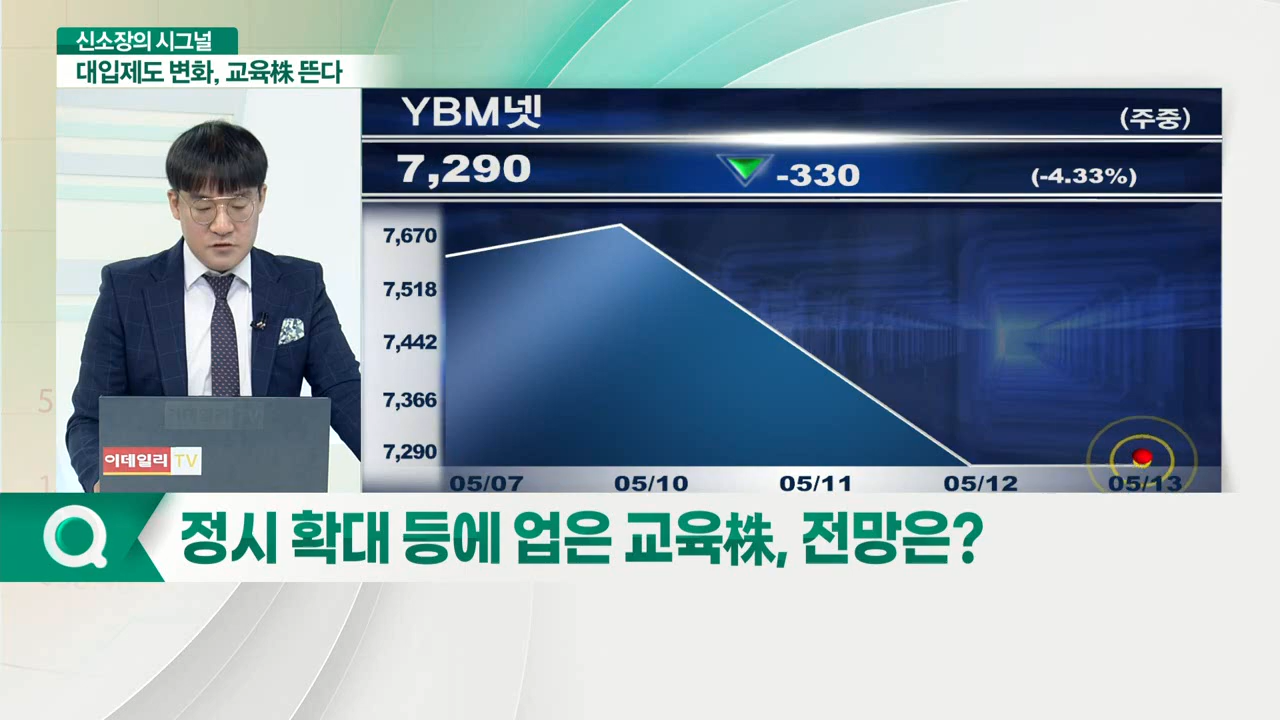 신소장의 시그널
대입제도 변화, 교육株 뜬다
YBM넷
(주중)
7,290
-330
(-4.33%)
7,670
7,518
7,442
7,366
7,290
05/07
05/10
05/11
05/12
05/13
이데일리 TV
Q
정시 확대 등에 업은 교육株, 전망은?
5
1